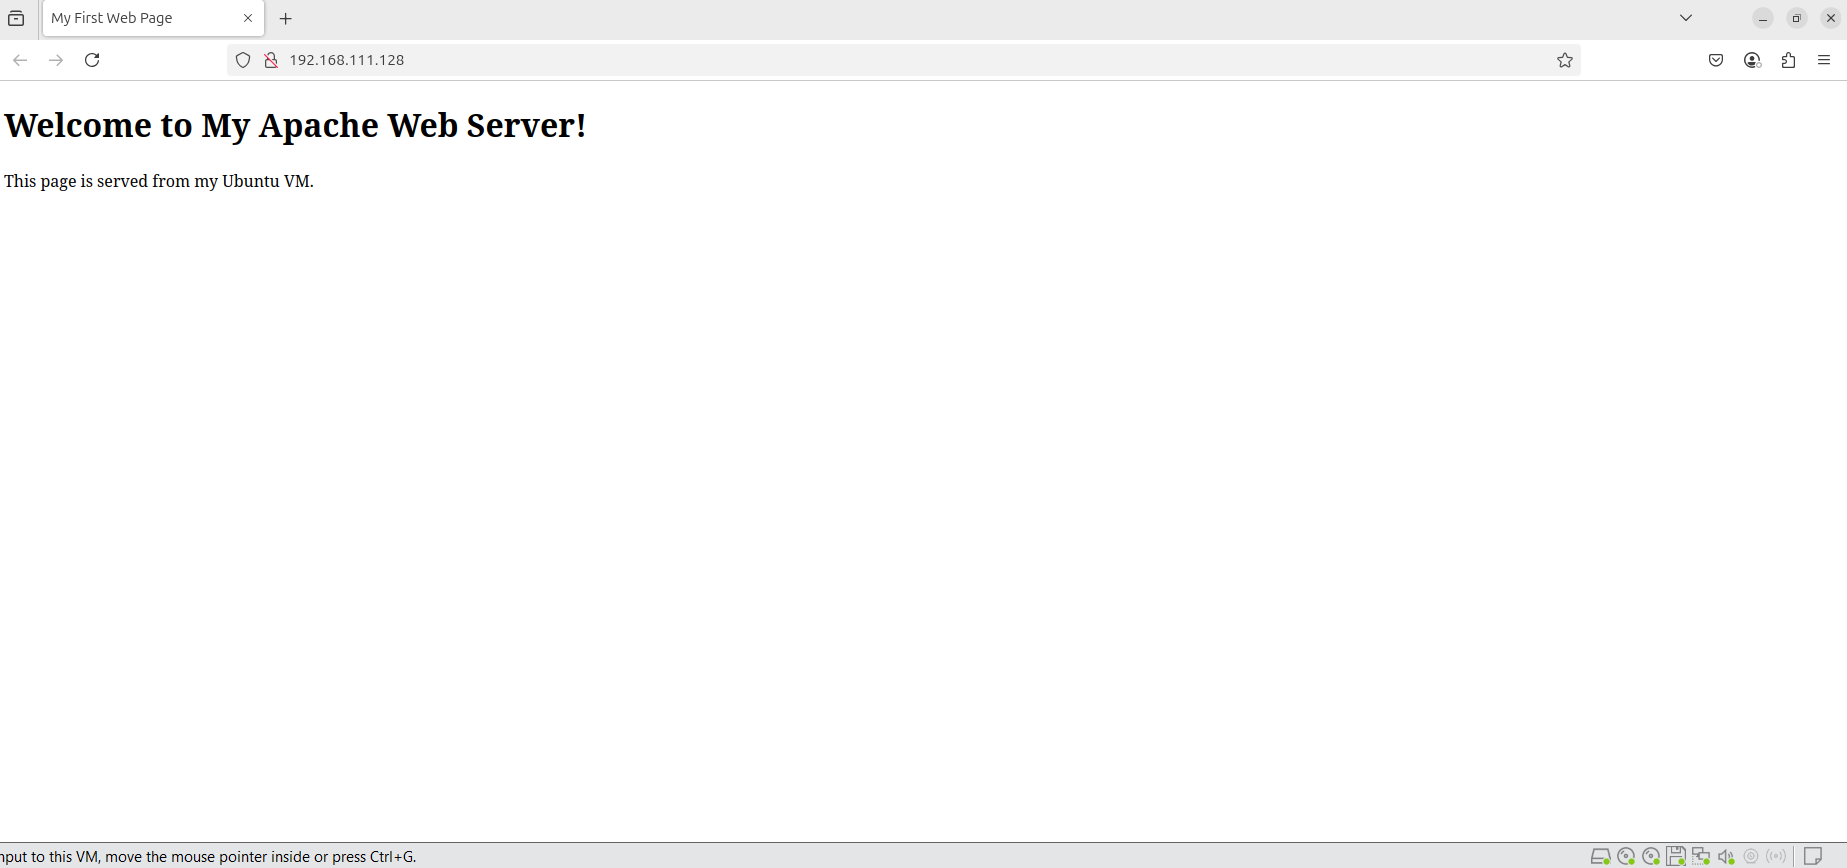 My First Web Page
192.168.111.128
Welcome to My Apache Web Server!
This page is served from my Ubuntu VM.
to this VM, move the mouse pointer inside or press Ctrl+G.